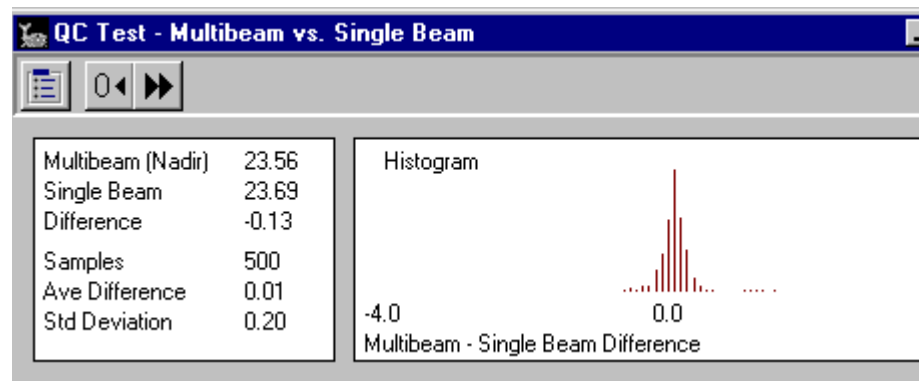 QC Test - Multibeam vs. Single Beam
0
Multibeam (Nadir) 23.56
Single Beam 23.69
Difference -0.13
Samples 500
Ave Difference 0.01
Std Deviation 0.20
Histogram
-4.0 0.0
Multibeam - Single Beam Difference